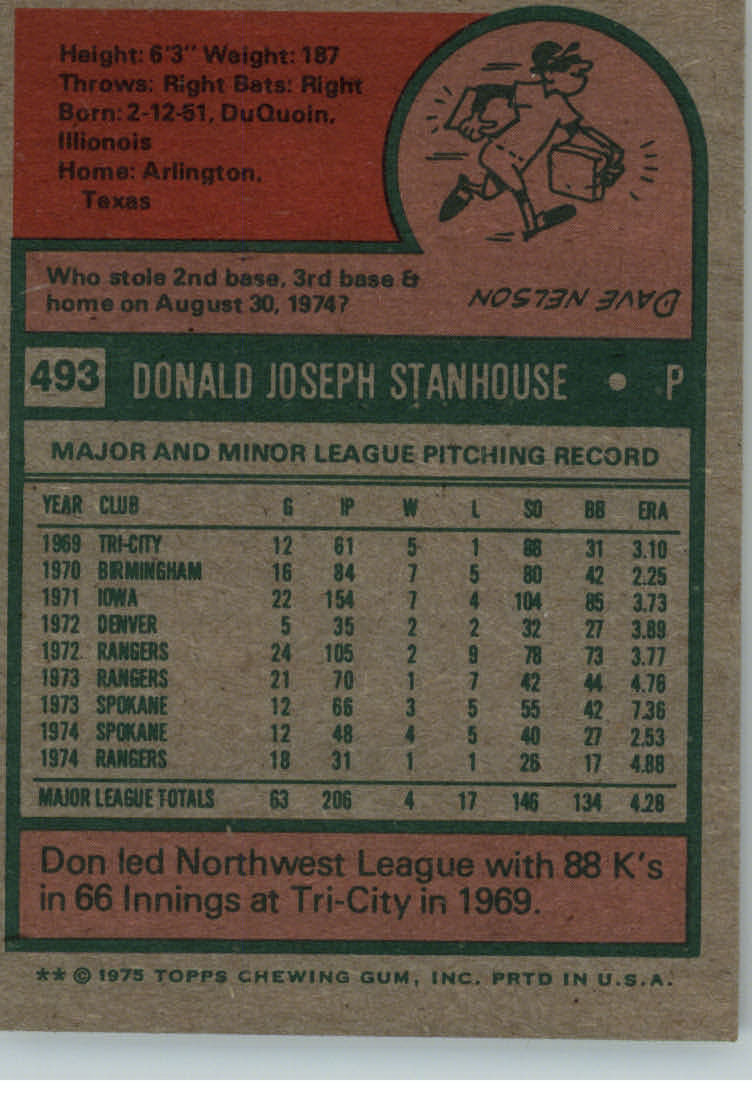 Height: 6'3" Weight: 187
Throws: Right Bats: Right
Born: 2-12-51, DuQuoin,
Illionois
Home: Arlington,
Texas
Who stole 2nd base, 3rd base &
home on August 30, 1974?
DAVE NELSON
493 DONALD JOSEPH STANHOUSE • P
MAJOR AND MINOR LEAGUE PITCHING RECORD
YEAR CLUB G IP W L SO BB ERA
1969 TRI-CITY 12 61 5 1 88 31 3.10
1970 BIRMINGHAM 16 84 7 5 80 42 2.25
1971 IOWA 22 154 7 4 104 85 3.73
1972 DENVER 5 35 2 2 32 27 3.89
1972 RANGERS 24 105 2 9 78 73 3.77
1973 RANGERS 21 70 1 7 42 44 4.76
1973 SPOKANE 12 66 3 5 55 42 7.36
1974 SPOKANE 12 48 4 5 40 27 2.53
1974 RANGERS 18 31 1 1 26 17 4.88
MAJOR LEAGUE TOTALS 63 206 4 17 146 134 4.28
Don led Northwest League with 88 K's
in 66 Innings at Tri-City in 1969.
** © 1975 TOPPS CHEWING GUM, INC. PRTD IN U.S.A.